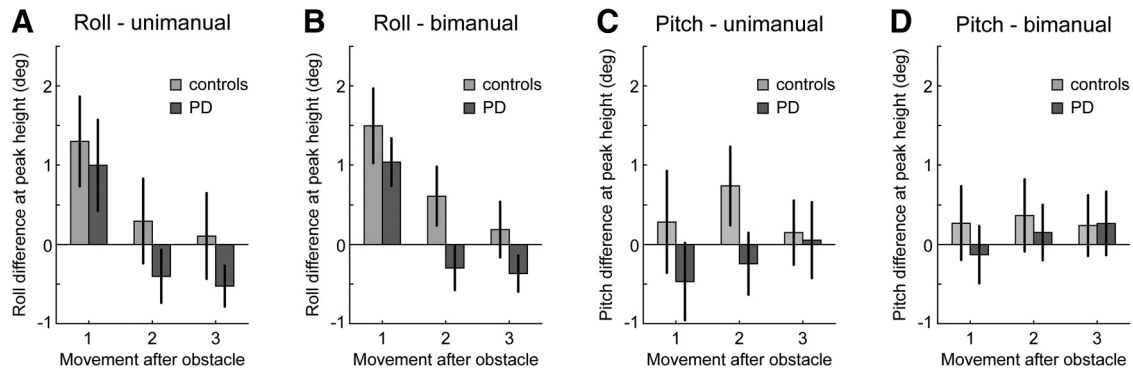 A Roll - unimanual
Roll difference at peak height (deg)
2
1
0
-1
controls
PD
1 2 3
Movement after obstacle
B Roll - bimanual
Roll difference at peak height (deg)
2
1
0
-1
controls
PD
1 2 3
Movement after obstacle
C Pitch - unimanual
Pitch difference at peak height (deg)
2
1
0
-1
controls
PD
1 2 3
Movement after obstacle
D Pitch - bimanual
Pitch difference at peak height (deg)
2
1
0
-1
controls
PD
1 2 3
Movement after obstacle